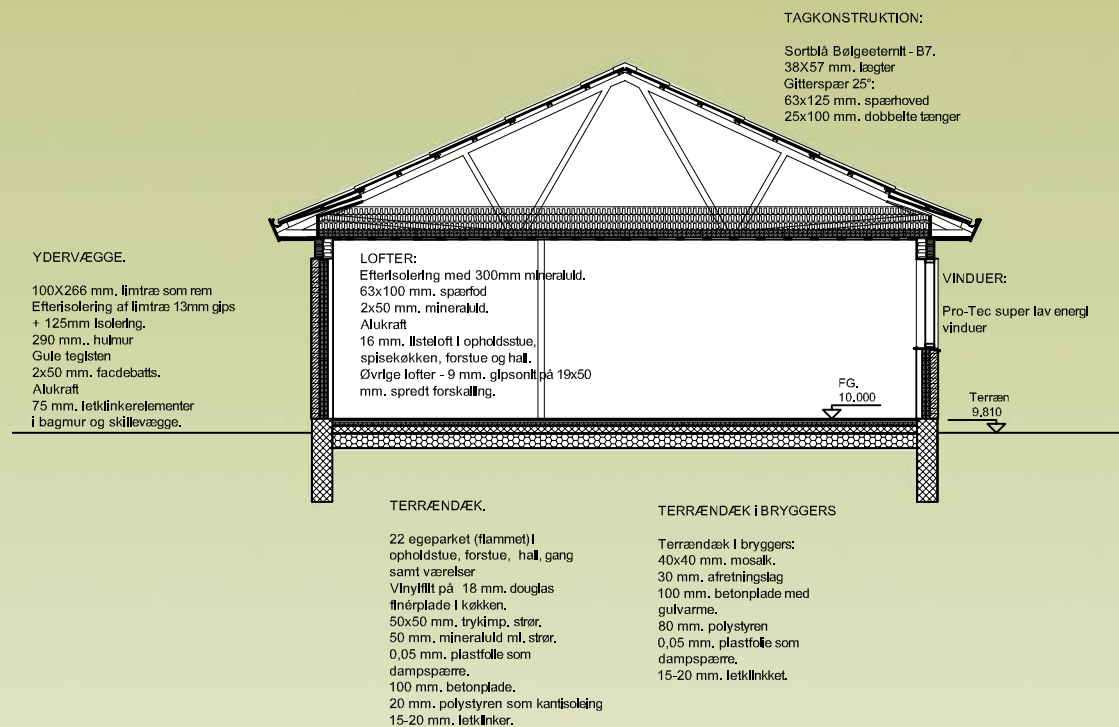 TAGKONSTRUKTION:
Sortblå Bølgeeternit - B7.
38X57 mm. lægter
Gitterspær 25°:
63x125 mm. spærhoved
25x100 mm. dobbelte tænger
YDERVÆGGE.
100X266 mm. limtræ som rem
Efterisolering af limtræ 13mm gips
+ 125mm isolering.
290 mm.. hulmur
Gule teglsten
2x50 mm. facdebatts.
Alukraft
75 mm. letklinkerelementer
i bagmur og skillevægge.
LOFTER:
Efterisolering med 300mm mineraluld.
63x100 mm. spærfod
2x50 mm. mineraluld.
Alukraft
16 mm. listeloft i opholdsstue,
spisekøkken, forstue og hall.
Øvrige lofter - 9 mm. gipsonit på 19x50
mm. spredt forskalling.
VINDUER:
Pro-Tec super lav energi
vinduer
FG.
10.000
Terræn
9,810
TERRÆNDÆK.
22 egeparket (flammet) i
opholdstue, forstue, hall, gang
samt værelser
Vinylfilt på 18 mm. douglas
finérplade i køkken.
50x50 mm. trykimp. strør.
50 mm. mineraluld ml. strør.
0,05 mm. plastfolie som
dampspærre.
100 mm. betonplade.
20 mm. polystyren som kantisoleing
15-20 mm. letklinker.
TERRÆNDÆK i BRYGGERS
Terrændæk i bryggers:
40x40 mm. mosaik.
30 mm. afretningslag
100 mm. betonplade med
gulvarme.
80 mm. polystyren
0,05 mm. plastfolie som
dampspærre.
15-20 mm. letklinkket.